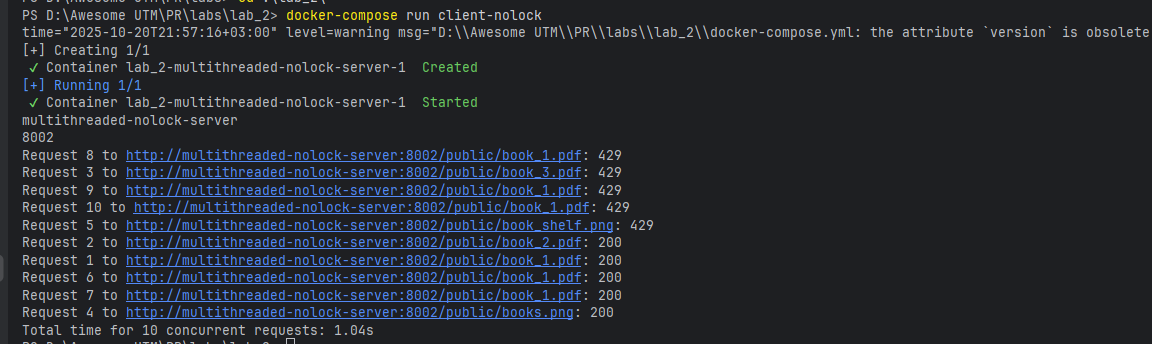 PS D:\Awesome UTM\PR\labs\lab_2> docker-compose run client-nolock
time="2025-10-20T21:57:16+03:00" level=warning msg="D:\\Awesome UTM\\PR\\labs\\lab_2\\docker-compose.yml: the attribute `version` is obsolete
[+] Creating 1/1
✓ Container lab_2-multithreaded-nolock-server-1 Created
[+] Running 1/1
✓ Container lab_2-multithreaded-nolock-server-1 Started
multithreaded-nolock-server
8002
Request 8 to http://multithreaded-nolock-server:8002/public/book_1.pdf: 429
Request 3 to http://multithreaded-nolock-server:8002/public/book_3.pdf: 429
Request 9 to http://multithreaded-nolock-server:8002/public/book_1.pdf: 429
Request 10 to http://multithreaded-nolock-server:8002/public/book_1.pdf: 429
Request 5 to http://multithreaded-nolock-server:8002/public/book_shelf.png: 429
Request 2 to http://multithreaded-nolock-server:8002/public/book_2.pdf: 200
Request 1 to http://multithreaded-nolock-server:8002/public/book_1.pdf: 200
Request 6 to http://multithreaded-nolock-server:8002/public/book_1.pdf: 200
Request 7 to http://multithreaded-nolock-server:8002/public/book_1.pdf: 200
Request 4 to http://multithreaded-nolock-server:8002/public/books.png: 200
Total time for 10 concurrent requests: 1.04s